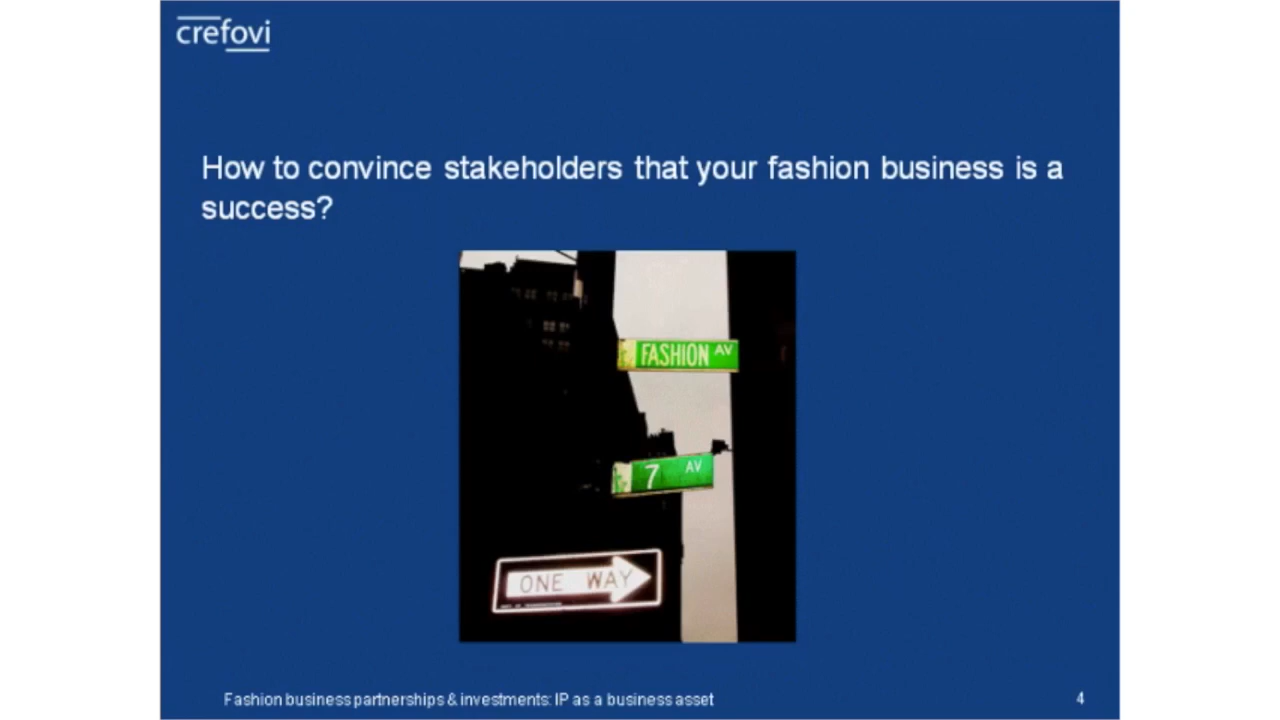 crefovi
How to convince stakeholders that your fashion business is a
success?
FASHION AV
7 AV
ONE WAY
Fashion business partnerships & investments: IP as a business asset
4